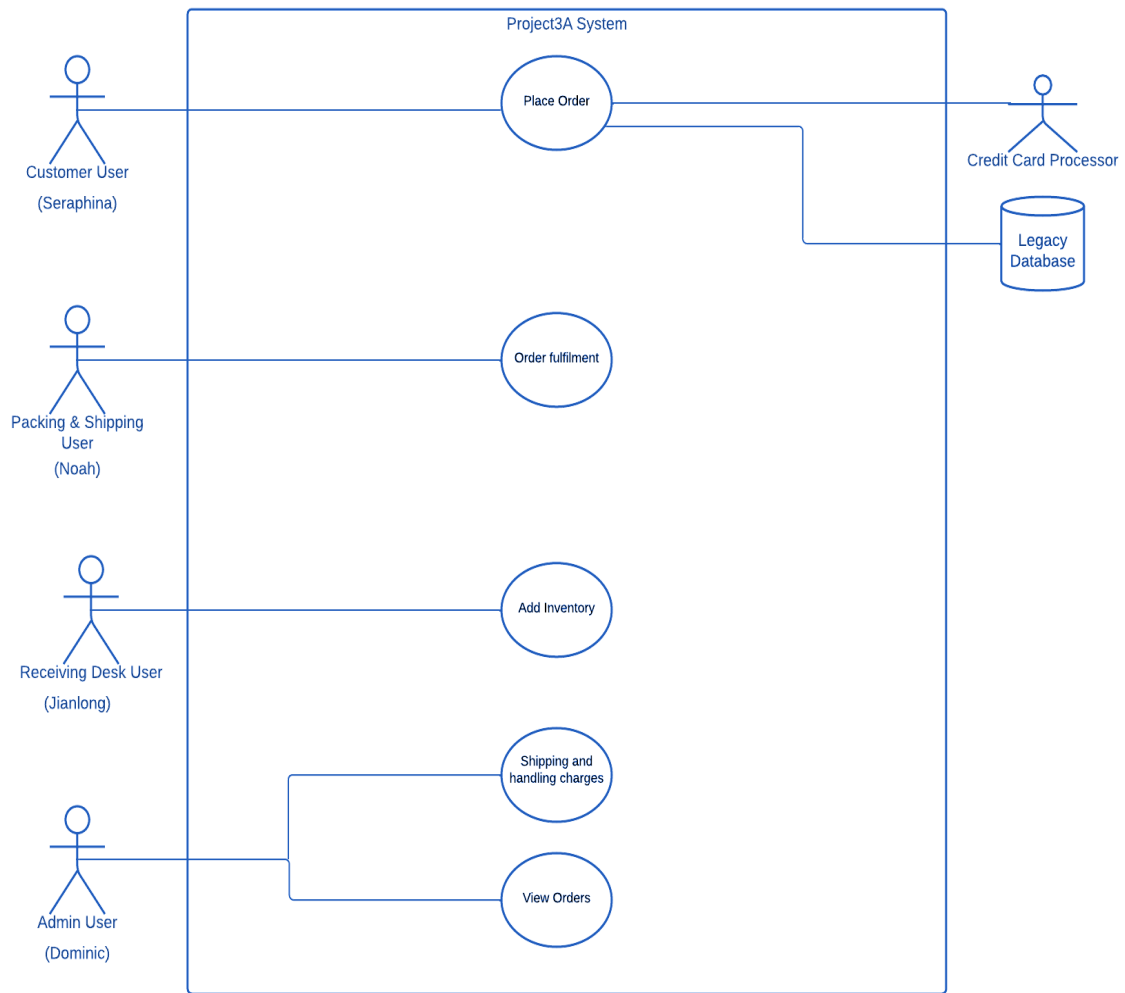 Project3A System
Place Order
Customer User
(Seraphina)
Credit Card Processor
Legacy
Database
Order fulfilment
Packing & Shipping
User
(Noah)
Add Inventory
Receiving Desk User
(Jianlong)
Shipping and
handling charges
View Orders
Admin User
(Dominic)